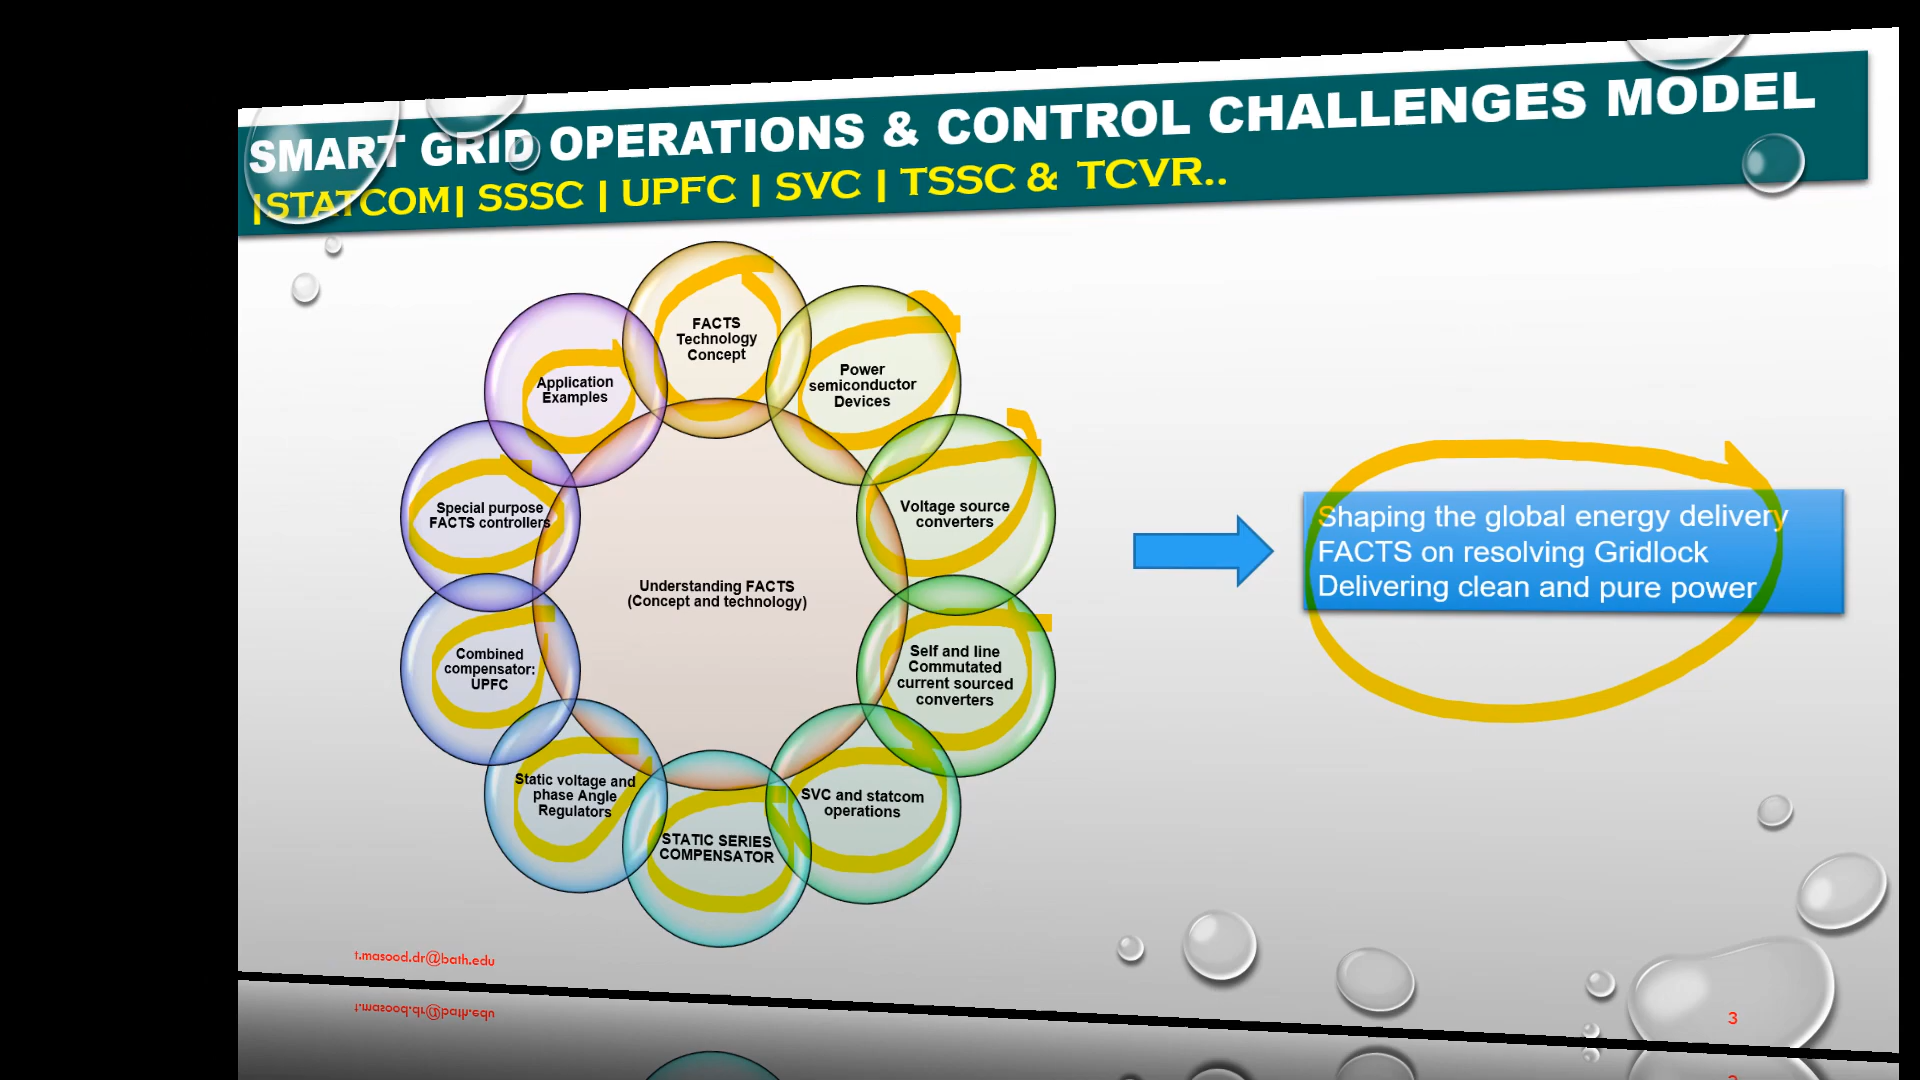 SMART GRID OPERATIONS & CONTROL CHALLENGES MODEL
|STATCOM| SSSC | UPFC | SVC | TSSC & TCVR..
FACTS
Technology
Concept
Power
semiconductor
Devices
Voltage source
converters
Self and line
Commutated
current sourced
converters
SVC and statcom
operations
STATIC SERIES
COMPENSATOR
Static voltage and
phase Angle
Regulators
Combined
compensator:
UPFC
Special purpose
FACTS controllers
Application
Examples
Understanding FACTS
(Concept and technology)
Shaping the global energy delivery
FACTS on resolving Gridlock
Delivering clean and pure power
t.masood.dr@bath.edu
3